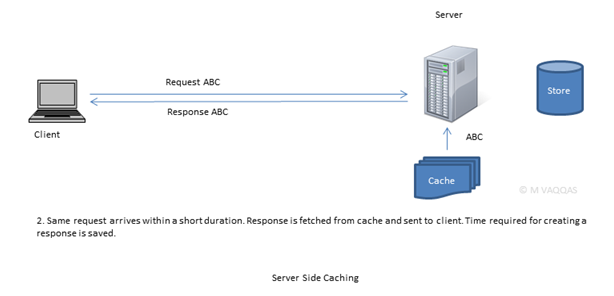 Server
Request ABC
Store
Response ABC
Client
ABC
Cache
© M VAQQAS
2. Same request arrives within a short duration. Response is fetched from cache and sent to client. Time required for creating a
response is saved.
Server Side Caching